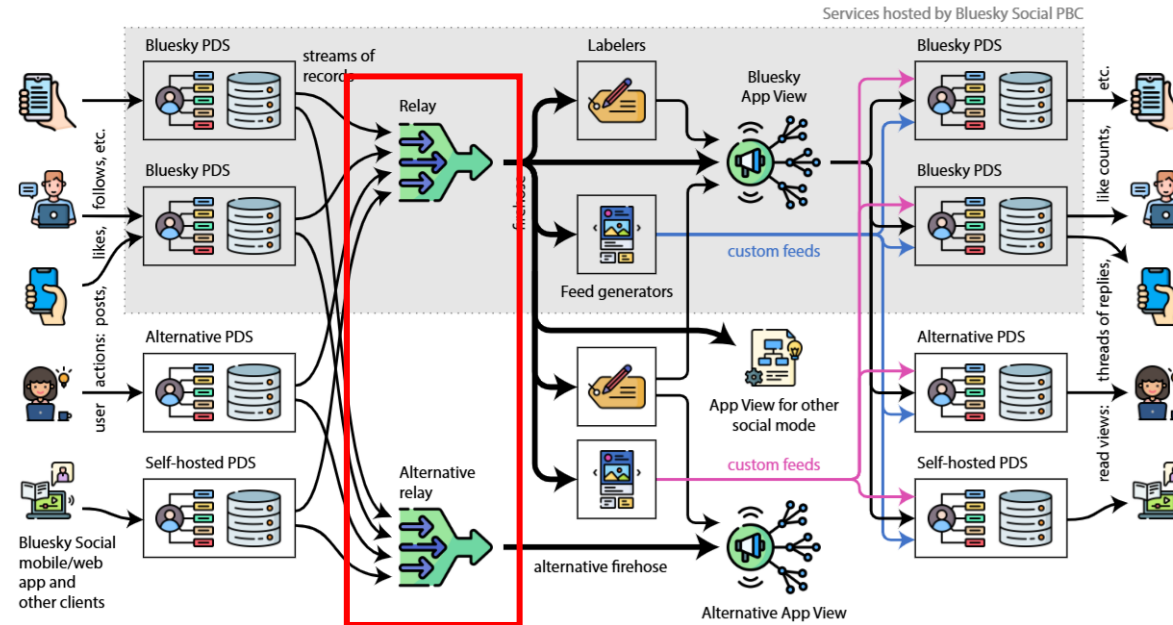 Services hosted by Bluesky Social PBC
Bluesky PDS
streams of
records
Labelers
Bluesky
App View
Bluesky PDS
Relay
etc.
Bluesky PDS
firehose
Bluesky PDS
user actions: posts, likes, follows, etc.
custom feeds
Feed generators
read views: threads of replies, like counts,
Alternative PDS
Alternative PDS
App View for other
social mode
Self-hosted PDS
Alternative
relay
custom feeds
Self-hosted PDS
Bluesky Social
mobile/web
app and
other clients
alternative firehose
Alternative App View